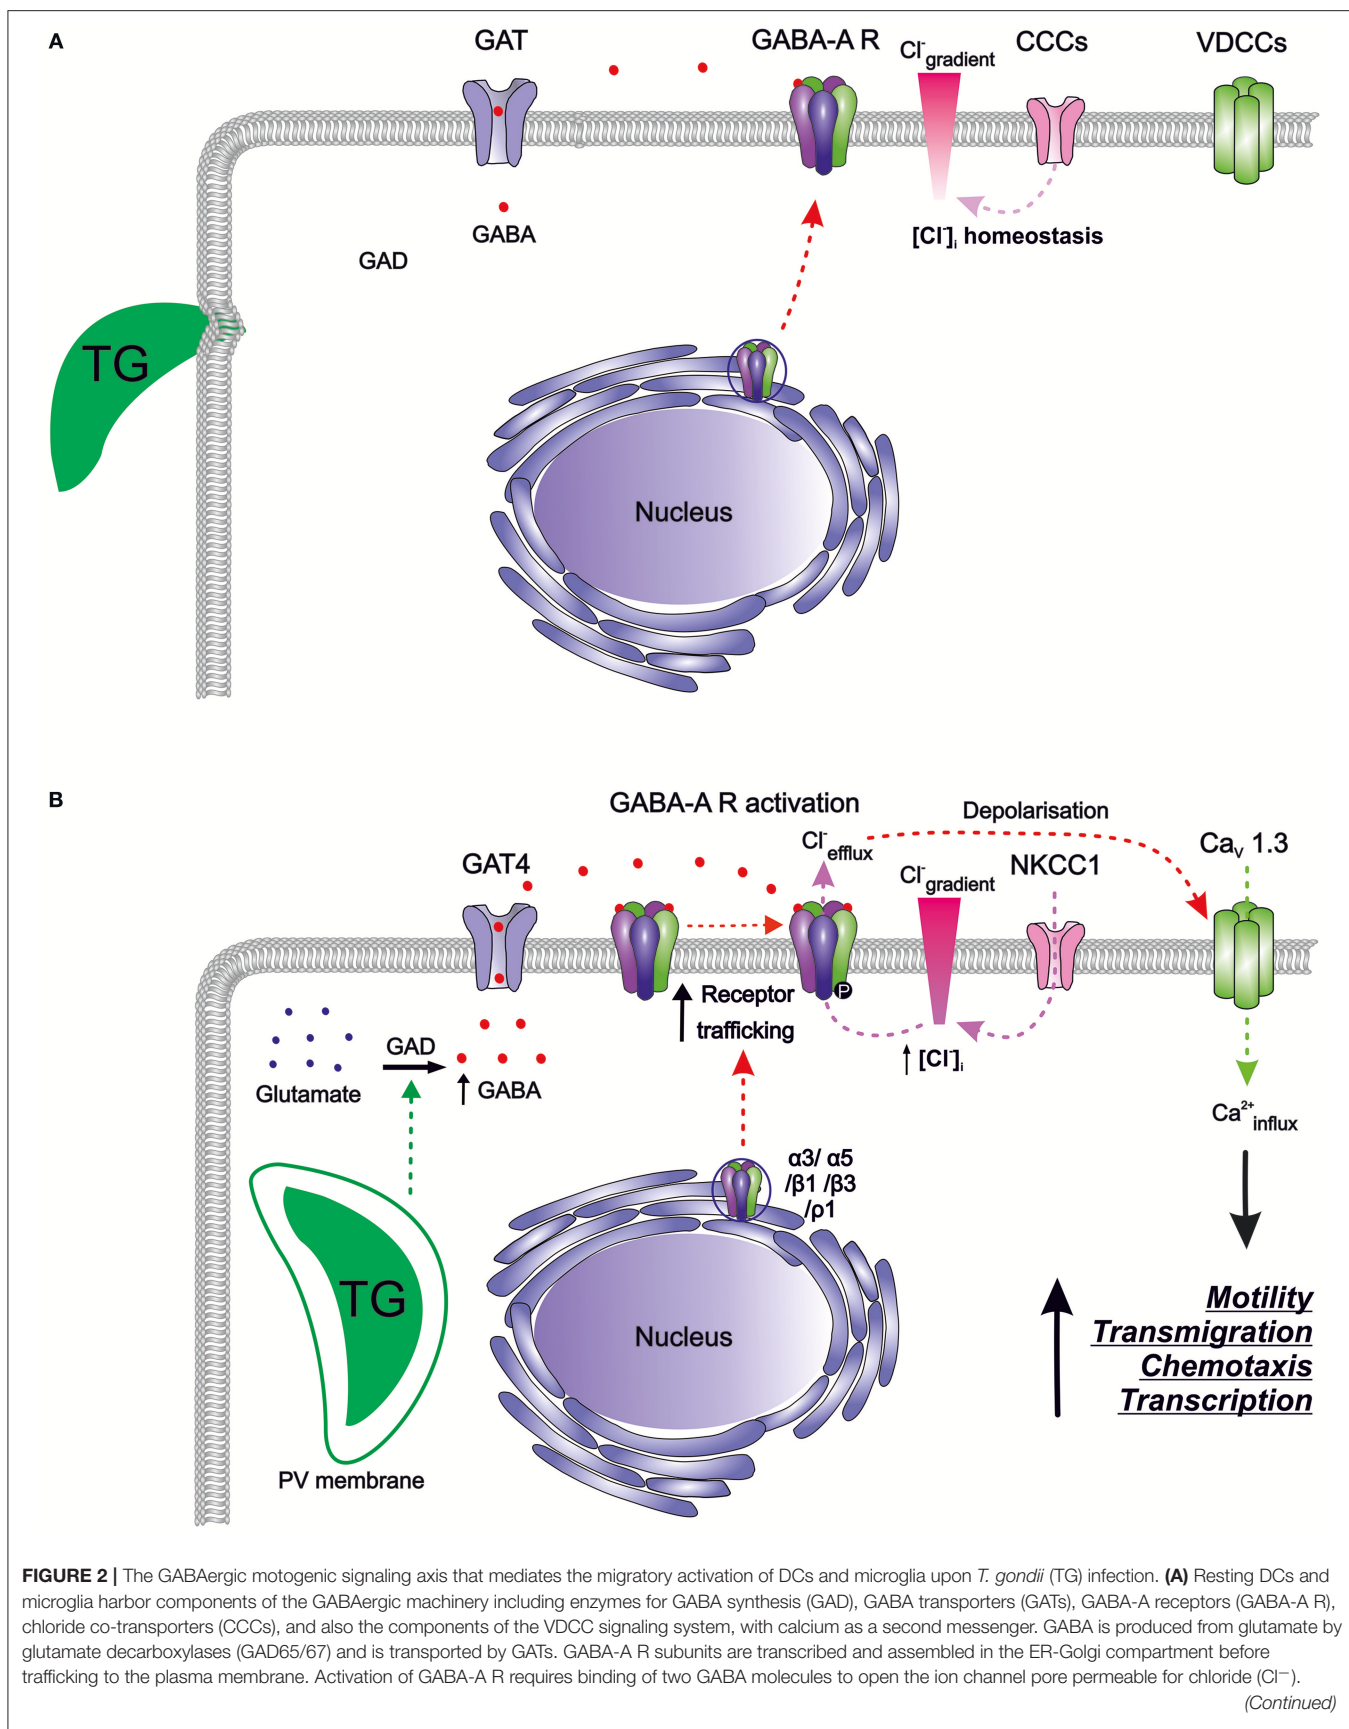 A
GAT
GABA-A R
Cl⁻gradient
CCCs
VDCCs
GABA
GAD
[Cl⁻]i homeostasis
TG
Nucleus
B
GABA-A R activation
Depolarisation
Cl⁻efflux
CaV 1.3
GAT4
Cl⁻gradient
NKCC1
P
Receptor
trafficking
GAD
[Cl⁻]i
Glutamate
GABA
Ca²⁺influx
α3/ α5
/β1 /β3
/ρ1
TG
Nucleus
Motility
Transmigration
Chemotaxis
Transcription
PV membrane
FIGURE 2 | The GABAergic motogenic signaling axis that mediates the migratory activation of DCs and microglia upon T. gondii (TG) infection. (A) Resting DCs and
microglia harbor components of the GABAergic machinery including enzymes for GABA synthesis (GAD), GABA transporters (GATs), GABA-A receptors (GABA-A R),
chloride co-transporters (CCCs), and also the components of the VDCC signaling system, with calcium as a second messenger. GABA is produced from glutamate by
glutamate decarboxylases (GAD65/67) and is transported by GATs. GABA-A R subunits are transcribed and assembled in the ER-Golgi compartment before
trafficking to the plasma membrane. Activation of GABA-A R requires binding of two GABA molecules to open the ion channel pore permeable for chloride (Cl−).
(Continued)